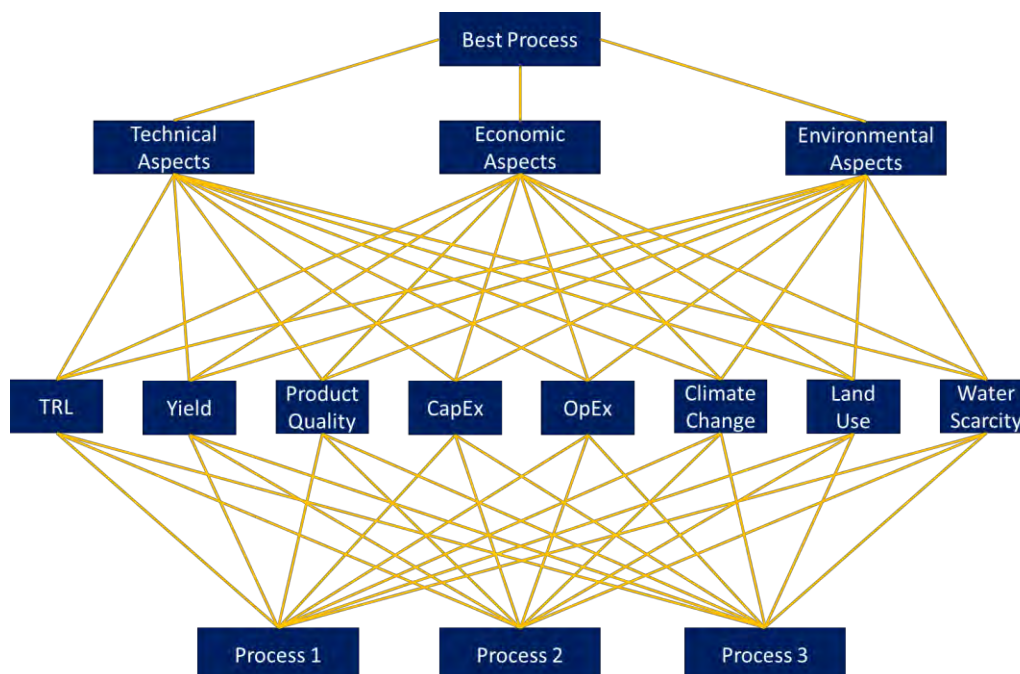 Best Process
Technical
Aspects
Economic
Aspects
Environmental
Aspects
TRL
Yield
Product
Quality
CapEx
OpEx
Climate
Change
Land
Use
Water
Scarcity
Process 1
Process 2
Process 3